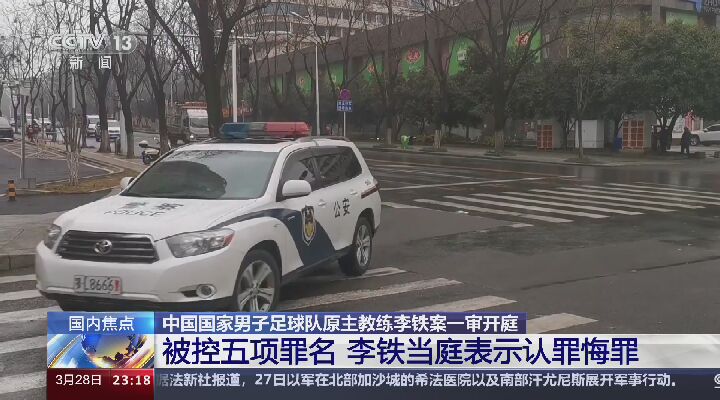 CCTV 13
新闻
POLICE
公安
国内焦点
中国国家男子足球队原主教练李铁案一审开庭
被控五项罪名 李铁当庭表示认罪悔罪
3月28日 23:18
法新社报道，27日以军在北部加沙城的希法医院以及南部汗尤尼斯展开军事行动。